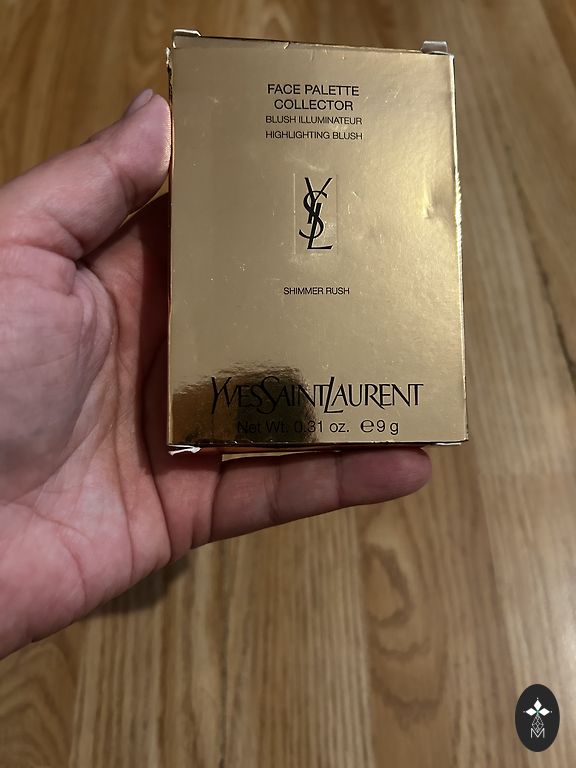 FACE PALETTE
COLLECTOR
BLUSH ILLUMINATEUR
HIGHLIGHTING BLUSH
YSL
SHIMMER RUSH
YVESSAINTLAURENT
Net Wt. 0.31 oz. ℮9 g
M